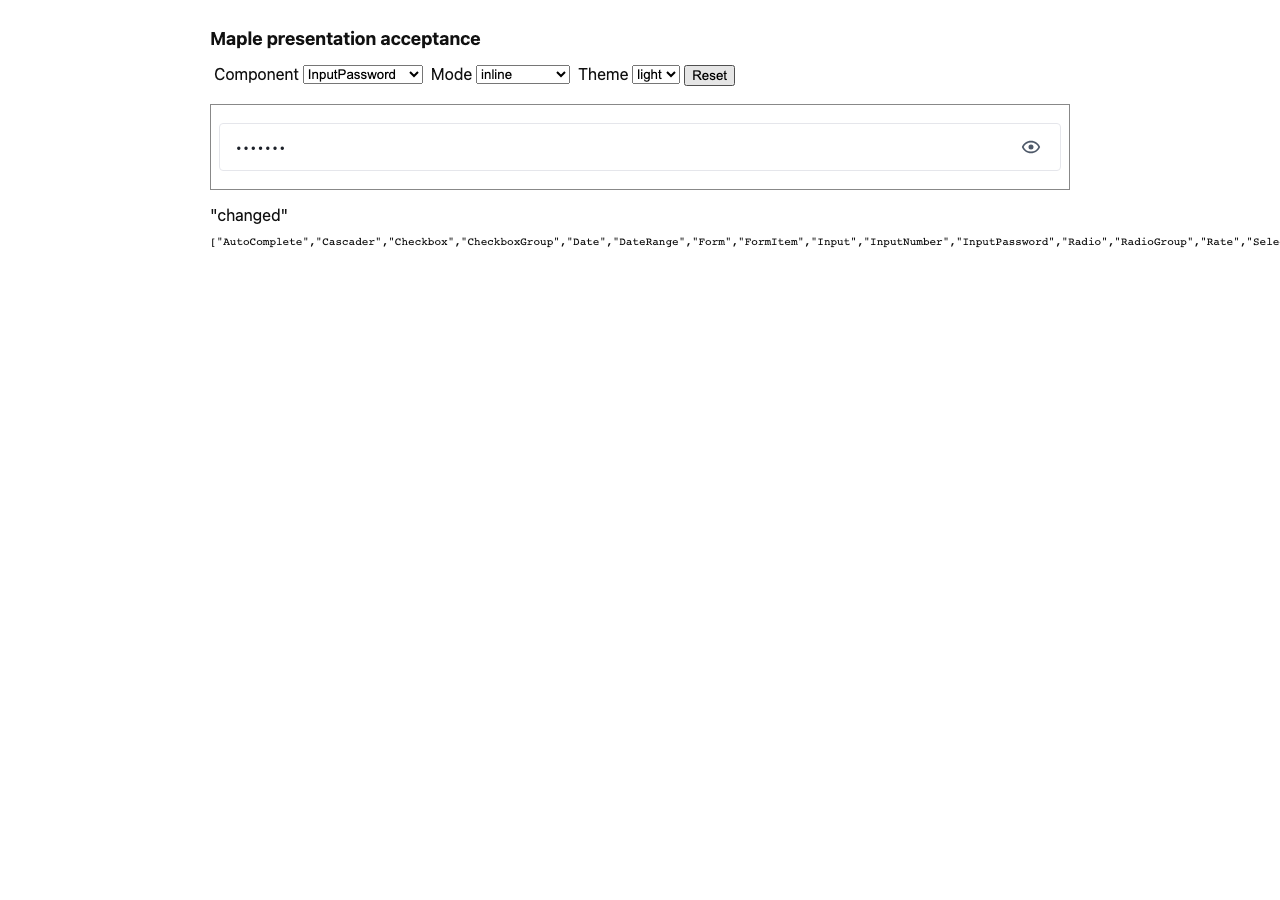 Maple presentation acceptance
Component InputPassword Mode inline Theme light Reset
•••••••
"changed"
["AutoComplete","Cascader","Checkbox","CheckboxGroup","Date","DateRange","Form","FormItem","Input","InputNumber","InputPassword","Radio","RadioGroup","Rate","Sele